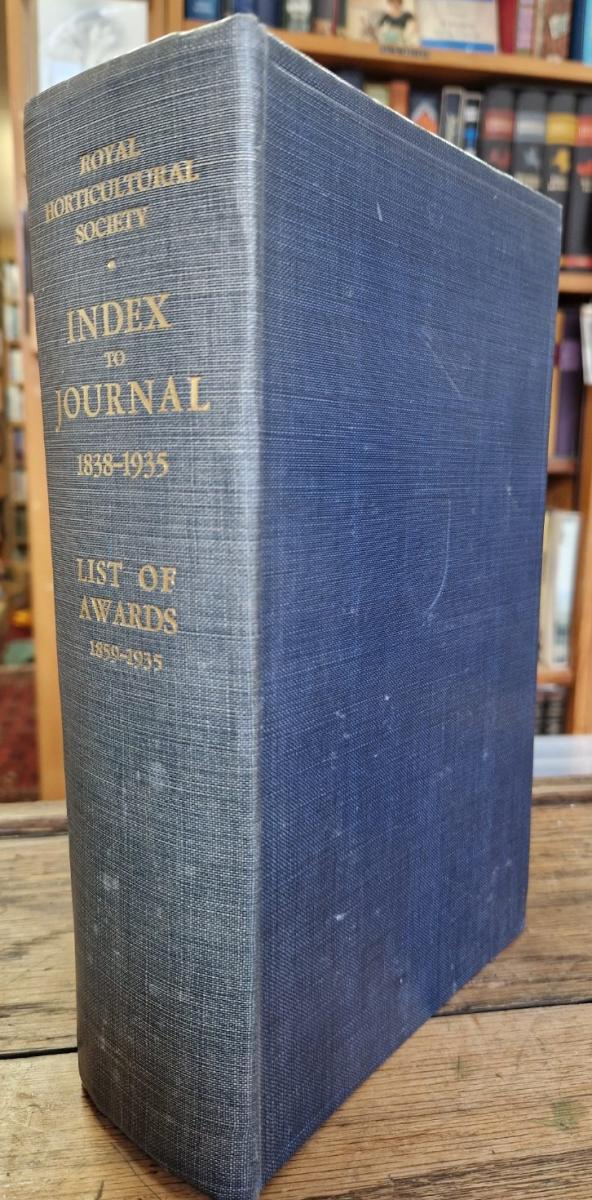 ROYAL
HORTICULTURAL
SOCIETY
INDEX
TO
JOURNAL
1838-1935
LIST OF
AWARDS
1859-1935